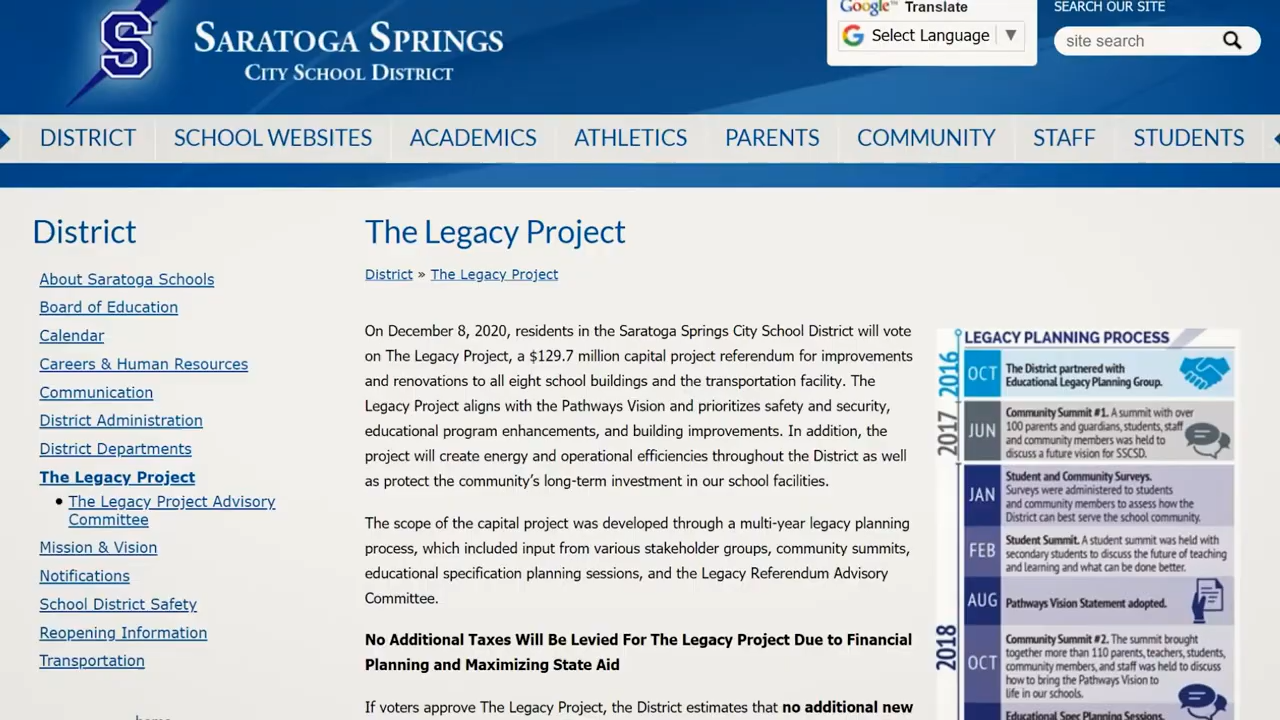 Google™ Translate
SEARCH OUR SITE
S
SARATOGA SPRINGS
CITY SCHOOL DISTRICT
G Select Language ▼
site search
DISTRICT SCHOOL WEBSITES ACADEMICS ATHLETICS PARENTS COMMUNITY STAFF STUDENTS
District
About Saratoga Schools
Board of Education
Calendar
Careers & Human Resources
Communication
District Administration
District Departments
The Legacy Project
• The Legacy Project Advisory
Committee
Mission & Vision
Notifications
School District Safety
Reopening Information
Transportation
home
The Legacy Project
District » The Legacy Project
On December 8, 2020, residents in the Saratoga Springs City School District will vote
on The Legacy Project, a $129.7 million capital project referendum for improvements
and renovations to all eight school buildings and the transportation facility. The
Legacy Project aligns with the Pathways Vision and prioritizes safety and security,
educational program enhancements, and building improvements. In addition, the
project will create energy and operational efficiencies throughout the District as well
as protect the community's long-term investment in our school facilities.
The scope of the capital project was developed through a multi-year legacy planning
process, which included input from various stakeholder groups, community summits,
educational specification planning sessions, and the Legacy Referendum Advisory
Committee.
No Additional Taxes Will Be Levied For The Legacy Project Due to Financial
Planning and Maximizing State Aid
If voters approve The Legacy Project, the District estimates that no additional new
LEGACY PLANNING PROCESS
2016
OCT
The District partnered with
Educational Legacy Planning Group.
2017
JUN
Community Summit #1. A summit with over
100 parents and guardians, students, staff
and community members was held to
discuss a future vision for SSCSD.
2018
JAN
Student and Community Surveys.
Surveys were administered to students
and community members to assess how the
District can best serve the school community.
FEB
Student Summit. A student summit was held with
secondary students to discuss the future of teaching
and learning and what can be done better.
AUG
Pathways Vision Statement adopted.
OCT
Community Summit #2. The summit brought
together more than 110 parents, teachers, students,
community members, and staff was held to discuss
how to bring the Pathways Vision to
life in our schools.
Educational Spec Planning Sessions.